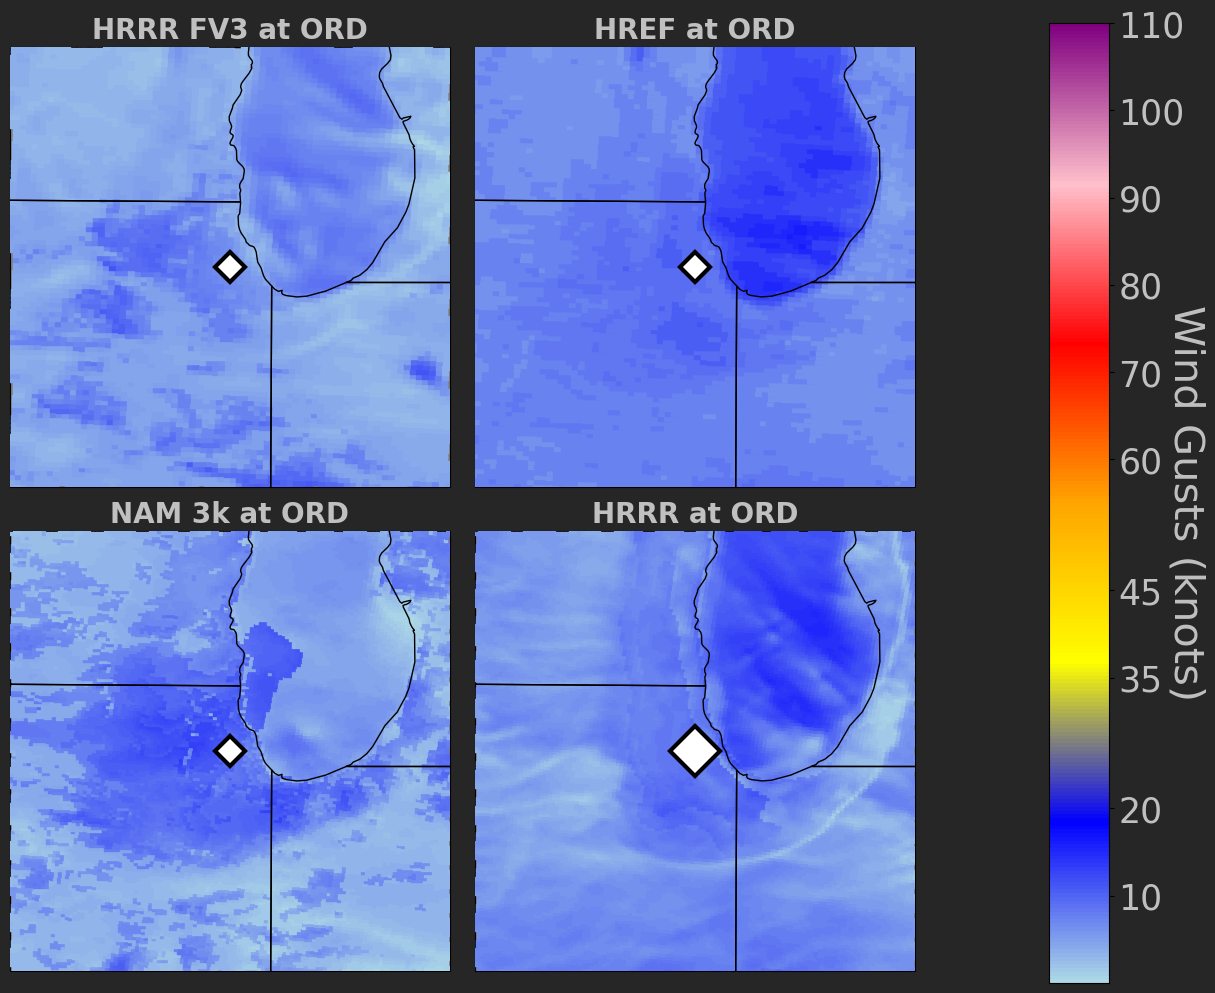 HRRR FV3 at ORD
HREF at ORD
NAM 3k at ORD
HRRR at ORD
110
100
90
80
70
60
45
35
20
10
Wind Gusts (knots)